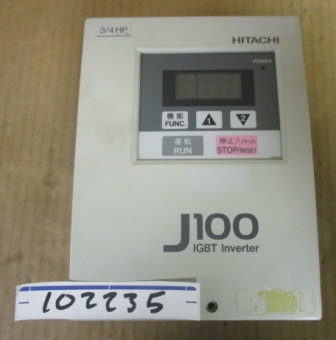 3/4HP
HITACHI
POWER
機能
FUNC.
1
2
運転
RUN
停止/リセット
STOP/RESET
J100
IGBT Inverter
102235